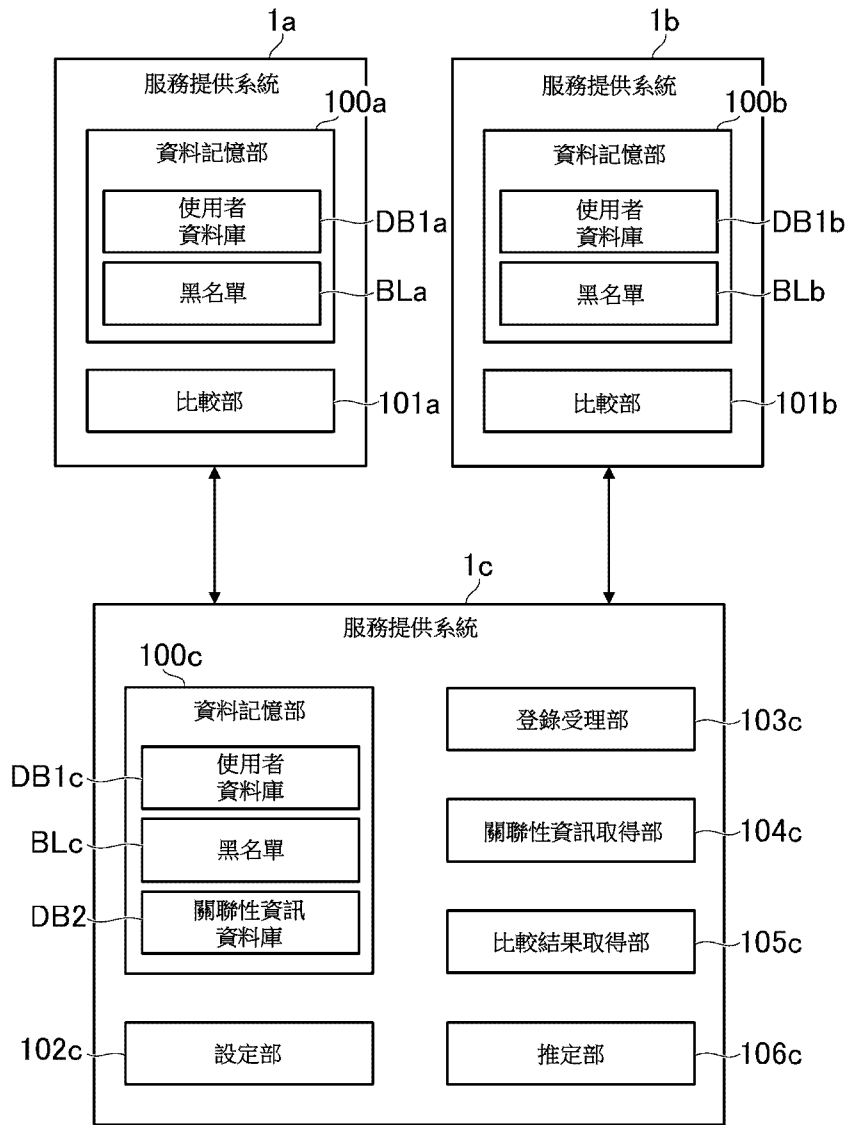 1a
服務提供系統
100a
資料記憶部
使用者
資料庫
DB1a
黑名單
BLa
比較部
101a
1b
服務提供系統
100b
資料記憶部
使用者
資料庫
DB1b
黑名單
BLb
比較部
101b
1c
服務提供系統
100c
資料記憶部
DB1c
使用者
資料庫
BLc
黑名單
DB2
關聯性資訊
資料庫
102c
設定部
登錄受理部
103c
關聯性資訊取得部
104c
比較結果取得部
105c
推定部
106c